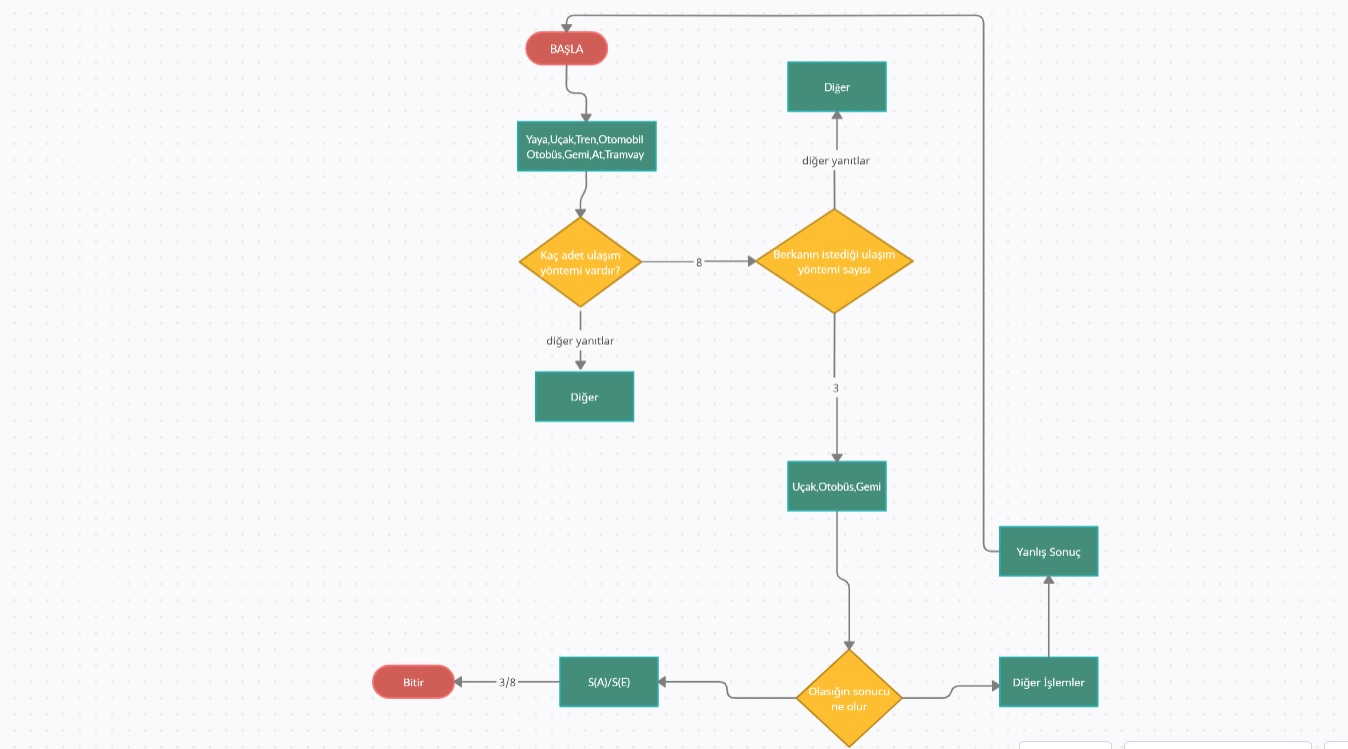 BAŞLA
Diğer
Yaya,Uçak,Tren,Otomobil
Otobüs,Gemi,At,Tramvay
diğer yanıtlar
Kaç adet ulaşım
yöntemi vardır?
8
Berkanın istediği ulaşım
yöntemi sayısı
diğer yanıtlar
3
Diğer
Uçak,Otobüs,Gemi
Yanlış Sonuç
Bitir
3/8
S(A)/S(E)
Olasığın sonucu
ne olur
Diğer İşlemler